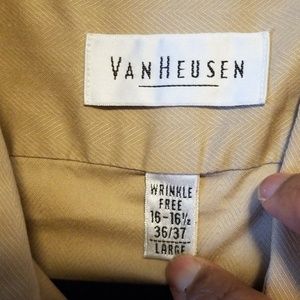 VANHEUSEN
WRINKLE
FREE
16-16½
36/37
LARGE